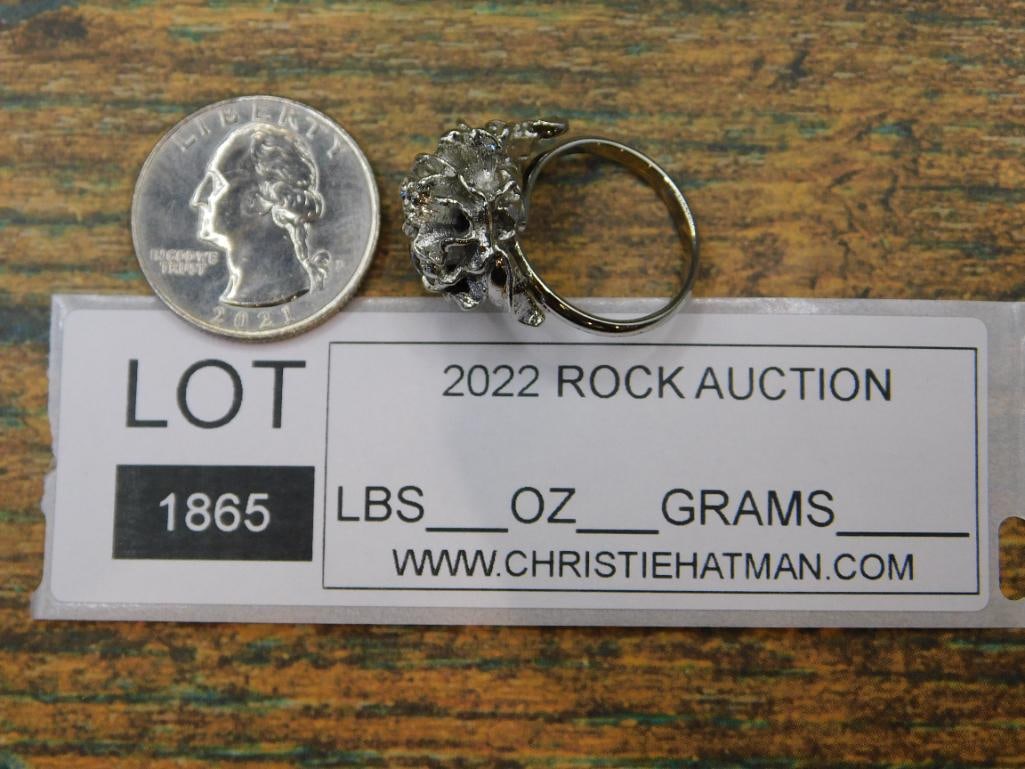 LIBERTY
IN GOD WE
TRUST
2021
LOT
1865
2022 ROCK AUCTION
LBS___OZ___GRAMS_____
WWW.CHRISTIEHATMAN.COM